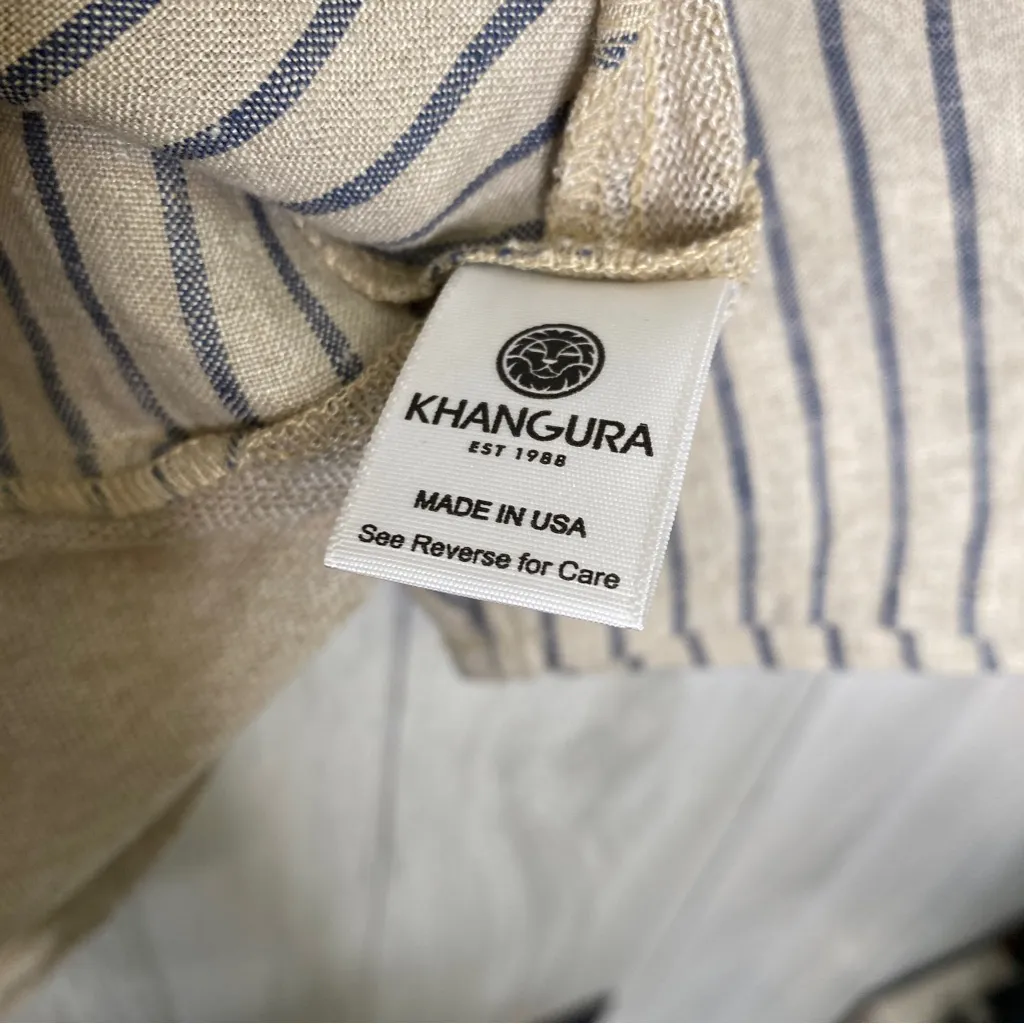 KHANGURA
EST 1988
MADE IN USA
See Reverse for Care